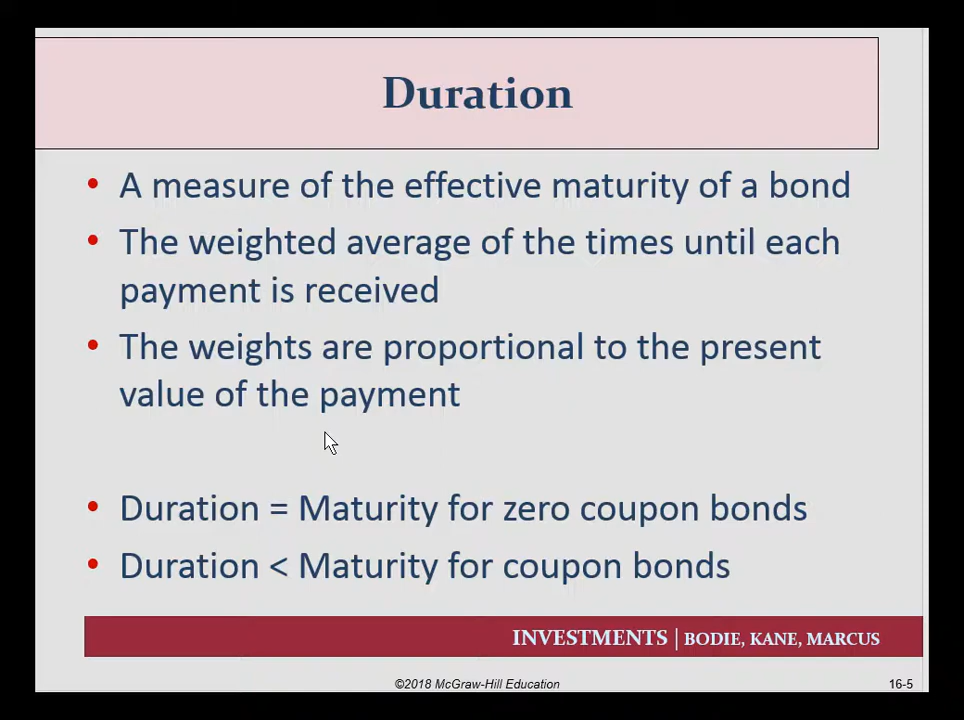 Duration
• A measure of the effective maturity of a bond
• The weighted average of the times until each
payment is received
• The weights are proportional to the present
value of the payment
• Duration = Maturity for zero coupon bonds
• Duration < Maturity for coupon bonds
INVESTMENTS | BODIE, KANE, MARCUS
©2018 McGraw-Hill Education
16-5